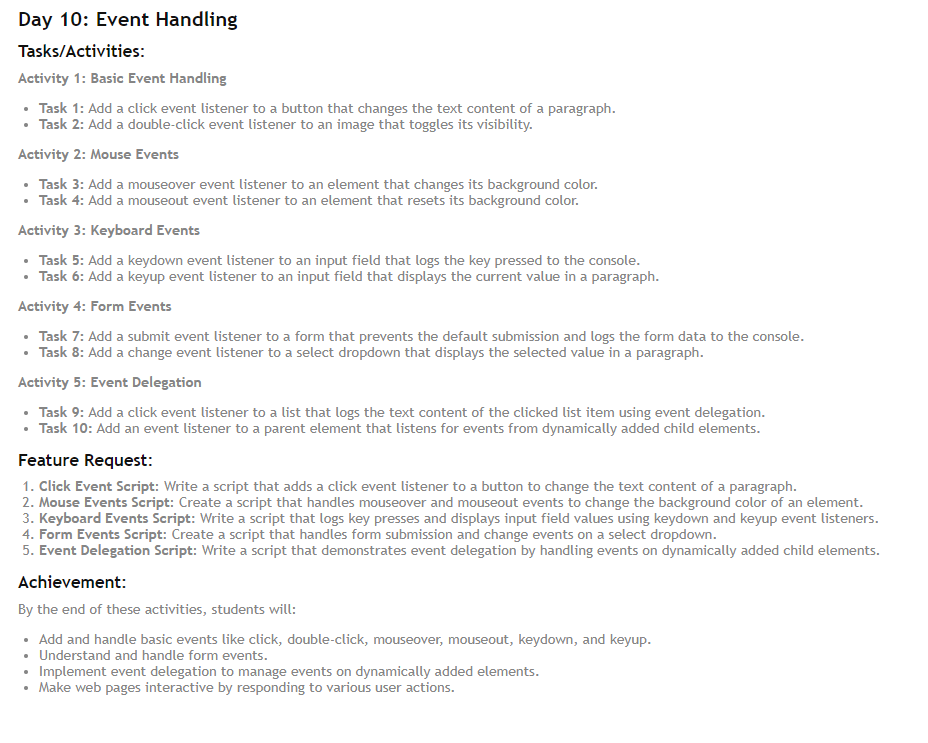 Day 10: Event Handling
Tasks/Activities:
Activity 1: Basic Event Handling
• Task 1: Add a click event listener to a button that changes the text content of a paragraph.
• Task 2: Add a double-click event listener to an image that toggles its visibility.
Activity 2: Mouse Events
• Task 3: Add a mouseover event listener to an element that changes its background color.
• Task 4: Add a mouseout event listener to an element that resets its background color.
Activity 3: Keyboard Events
• Task 5: Add a keydown event listener to an input field that logs the key pressed to the console.
• Task 6: Add a keyup event listener to an input field that displays the current value in a paragraph.
Activity 4: Form Events
• Task 7: Add a submit event listener to a form that prevents the default submission and logs the form data to the console.
• Task 8: Add a change event listener to a select dropdown that displays the selected value in a paragraph.
Activity 5: Event Delegation
• Task 9: Add a click event listener to a list that logs the text content of the clicked list item using event delegation.
• Task 10: Add an event listener to a parent element that listens for events from dynamically added child elements.
Feature Request:
1. Click Event Script: Write a script that adds a click event listener to a button to change the text content of a paragraph.
2. Mouse Events Script: Create a script that handles mouseover and mouseout events to change the background color of an element.
3. Keyboard Events Script: Write a script that logs key presses and displays input field values using keydown and keyup event listeners.
4. Form Events Script: Create a script that handles form submission and change events on a select dropdown.
5. Event Delegation Script: Write a script that demonstrates event delegation by handling events on dynamically added child elements.
Achievement:
By the end of these activities, students will:
• Add and handle basic events like click, double-click, mouseover, mouseout, keydown, and keyup.
• Understand and handle form events.
• Implement event delegation to manage events on dynamically added elements.
• Make web pages interactive by responding to various user actions.